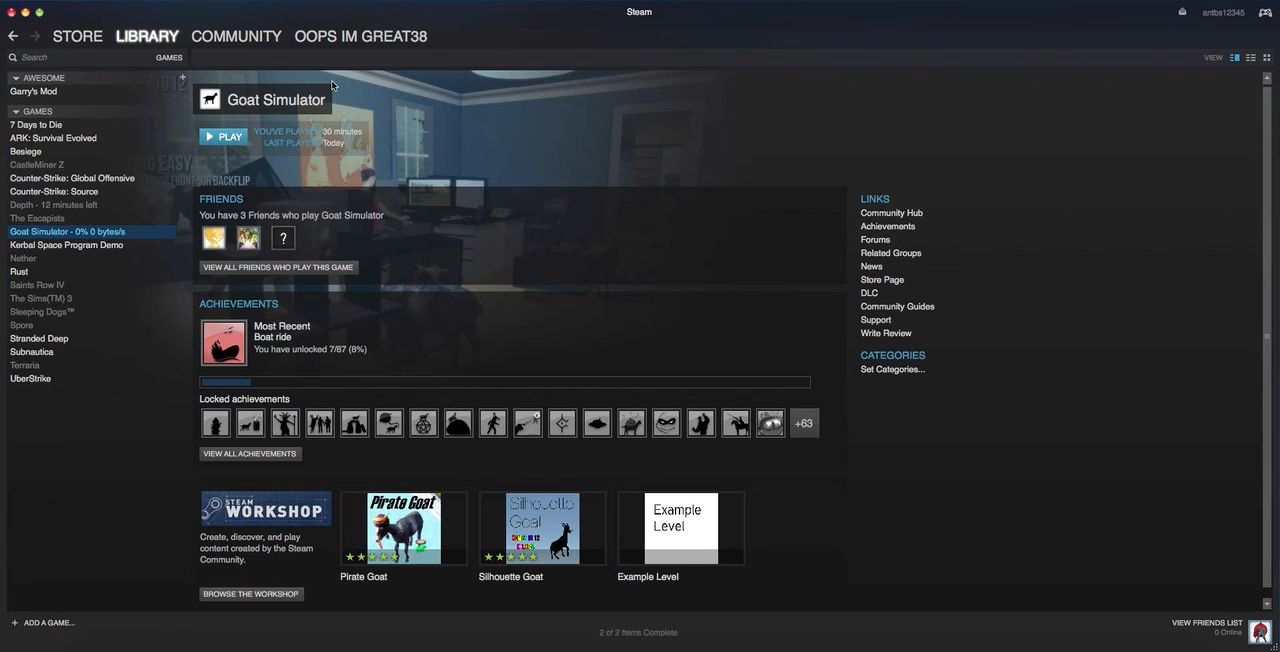 Steam
antbs12345
STORE LIBRARY COMMUNITY OOPS IM GREAT38
Search GAMES
VIEW
AWESOME
Garry's Mod
GAMES
7 Days to Die
ARK: Survival Evolved
Besiege
CastleMiner Z
Counter-Strike: Global Offensive
Counter-Strike: Source
Depth - 12 minutes left
The Escapists
Goat Simulator - 0% 0 bytes/s
Kerbal Space Program Demo
Nether
Rust
Saints Row IV
The Sims(TM) 3
Sleeping Dogs™
Spore
Stranded Deep
Subnautica
Terraria
UberStrike
Goat Simulator
PLAY
YOU'VE PLAYED 30 minutes
LAST PLAYED Today
FRIENDS
You have 3 Friends who play Goat Simulator
?
VIEW ALL FRIENDS WHO PLAY THIS GAME
ACHIEVEMENTS
Most Recent
Boat ride
You have unlocked 7/87 (8%)
Locked achievements
+63
VIEW ALL ACHIEVEMENTS
STEAM
WORKSHOP
Create, discover, and play
content created by the Steam
Community.
BROWSE THE WORKSHOP
Pirate Goat
Pirate Goat
Silhouette
Goat
Silhouette Goat
Example
Level
Example Level
LINKS
Community Hub
Achievements
Forums
Related Groups
News
Store Page
DLC
Community Guides
Support
Write Review
CATEGORIES
Set Categories...
+ ADD A GAME...
2 of 2 Items Complete
VIEW FRIENDS LIST
0 Online